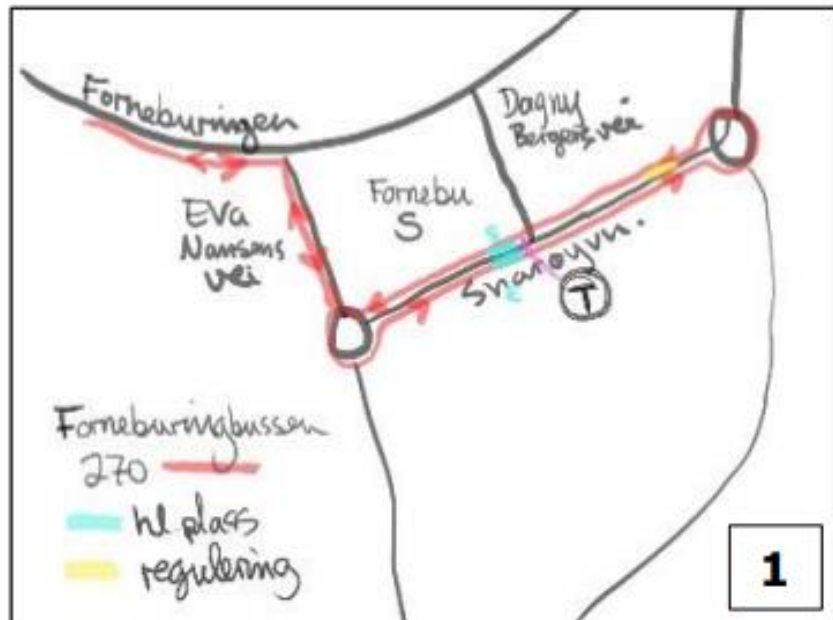 Forneburingen
Dagny
Bergers vei
Eva
Nansens
vei
Fornebu
S
Snarøyvn.
T
Forneburingbussen
270
hl plass
regulering
1